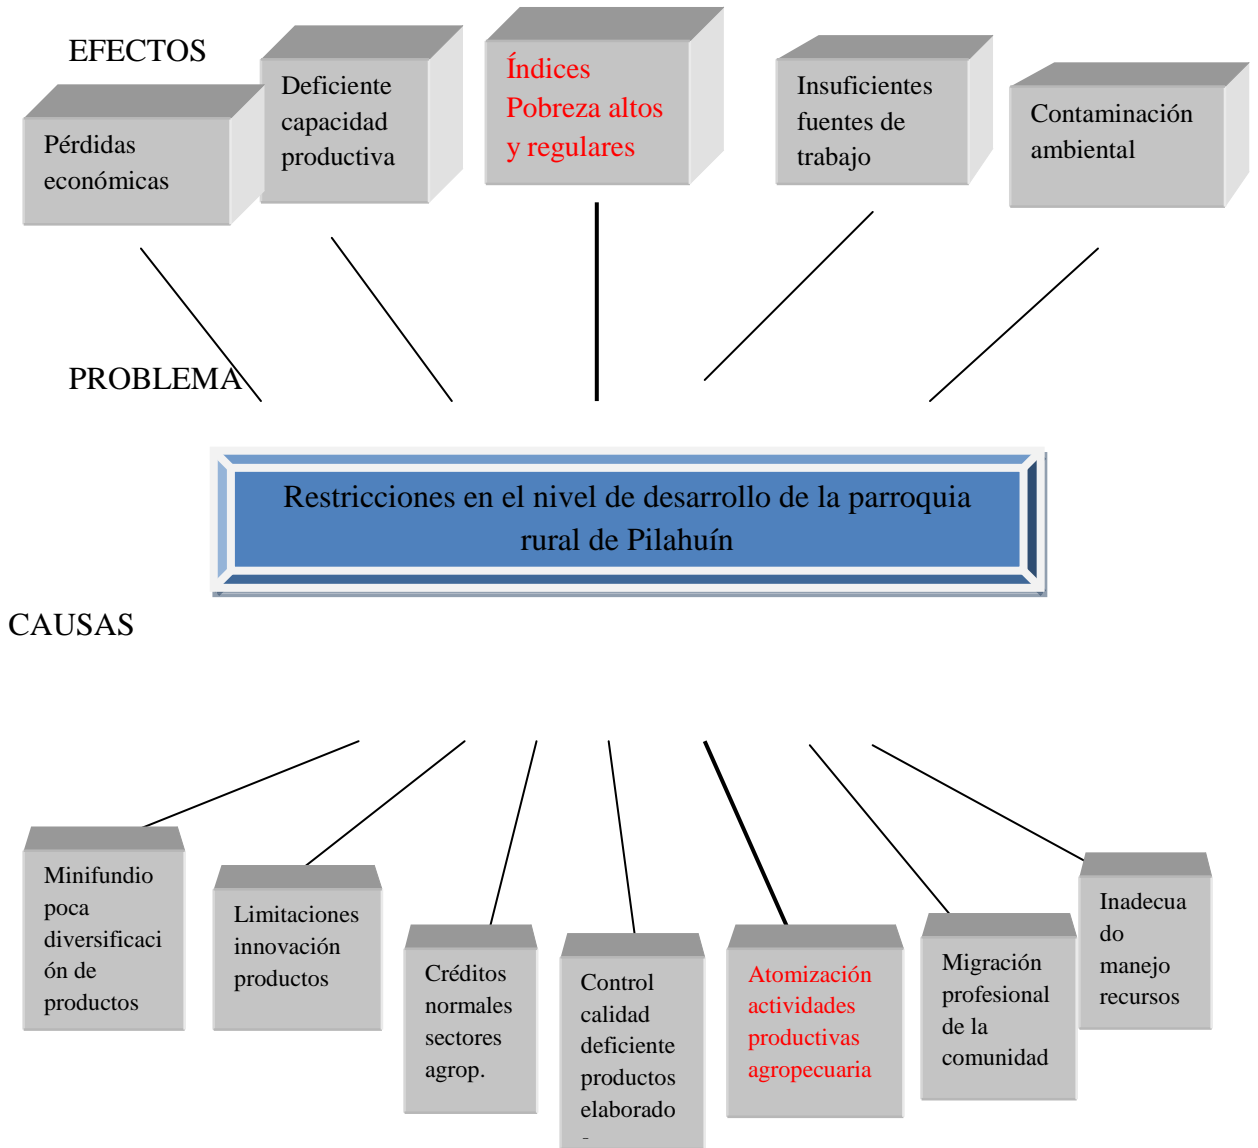 EFECTOS
Pérdidas
económicas
Deficiente
capacidad
productiva
Índices
Pobreza altos
y regulares
Insuficientes
fuentes de
trabajo
Contaminación
ambiental
PROBLEMA
Restricciones en el nivel de desarrollo de la parroquia
rural de Pilahuín
CAUSAS
Minifundio
poca
diversificaci
ón de
productos
Limitaciones
innovación
productos
Créditos
normales
sectores
agrop.
Control
calidad
deficiente
productos
elaborado
Atomización
actividades
productivas
agropecuaria
Migración
profesional
de la
comunidad
Inadecua
do
manejo
recursos